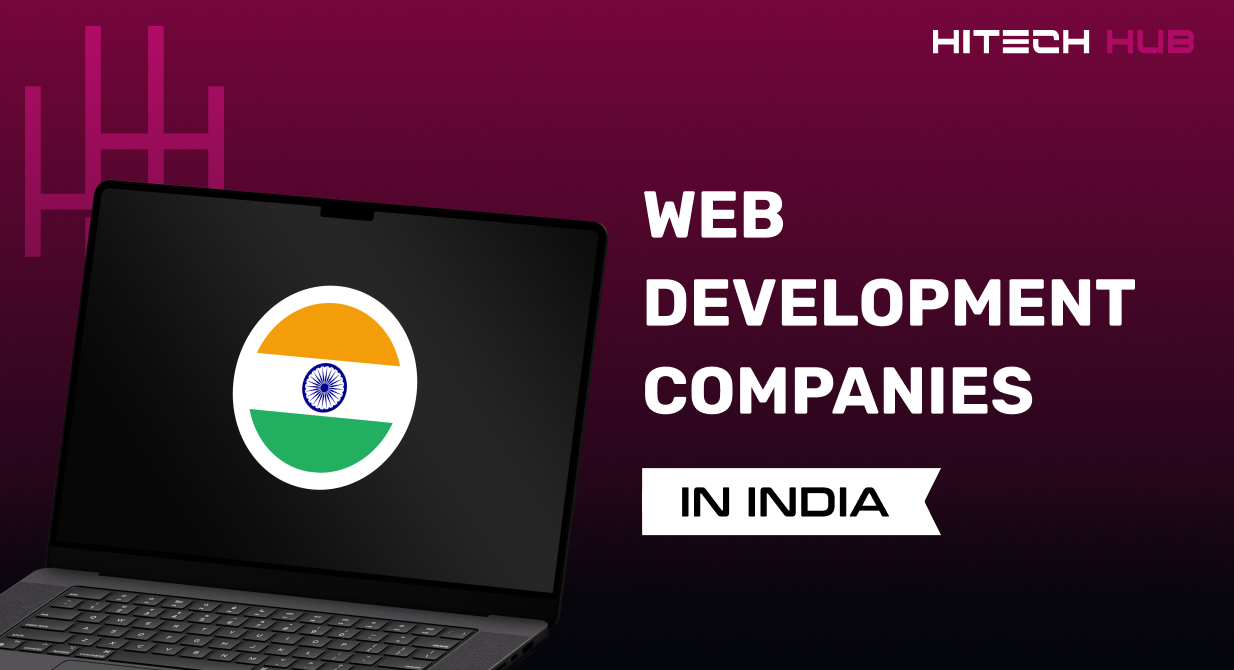 HITECH HUB
WEB
DEVELOPMENT
COMPANIES
IN INDIA